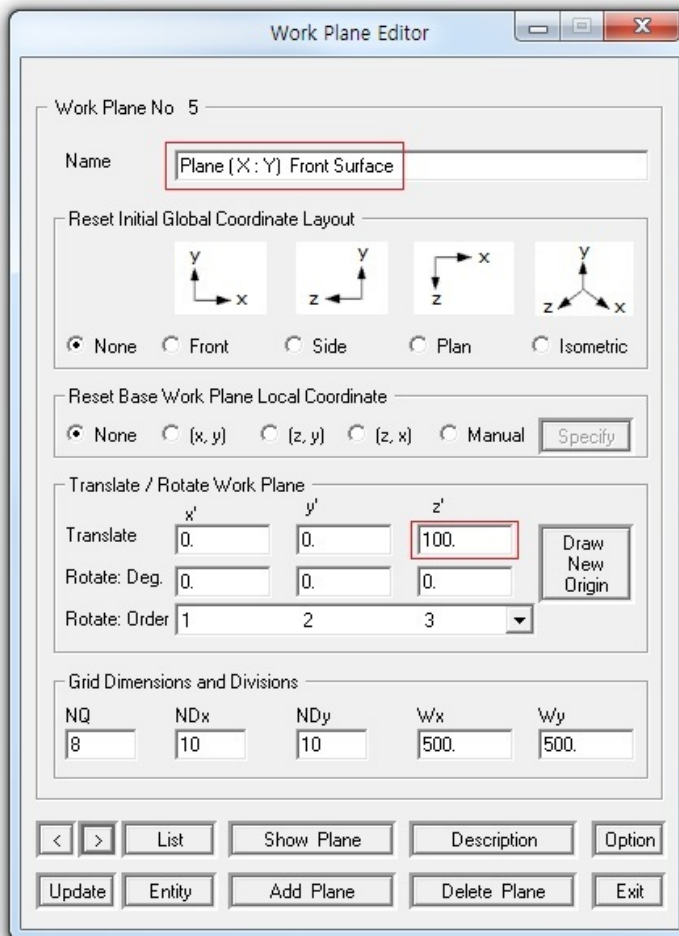 Work Plane Editor
Work Plane No 5
Name Plane ( X : Y ) Front Surface
Reset Initial Global Coordinate Layout
y x y z x z y z x
None Front Side Plan Isometric
Reset Base Work Plane Local Coordinate
None (x, y) (z, y) (z, x) Manual Specify
Translate / Rotate Work Plane
x' y' z'
Translate 0. 0. 100.
Draw New Origin
Rotate: Deg. 0. 0. 0.
Rotate: Order 1 2 3
Grid Dimensions and Divisions
NQ NDx NDy Wx Wy
8 10 10 500. 500.
< > List Show Plane Description Option
Update Entity Add Plane Delete Plane Exit